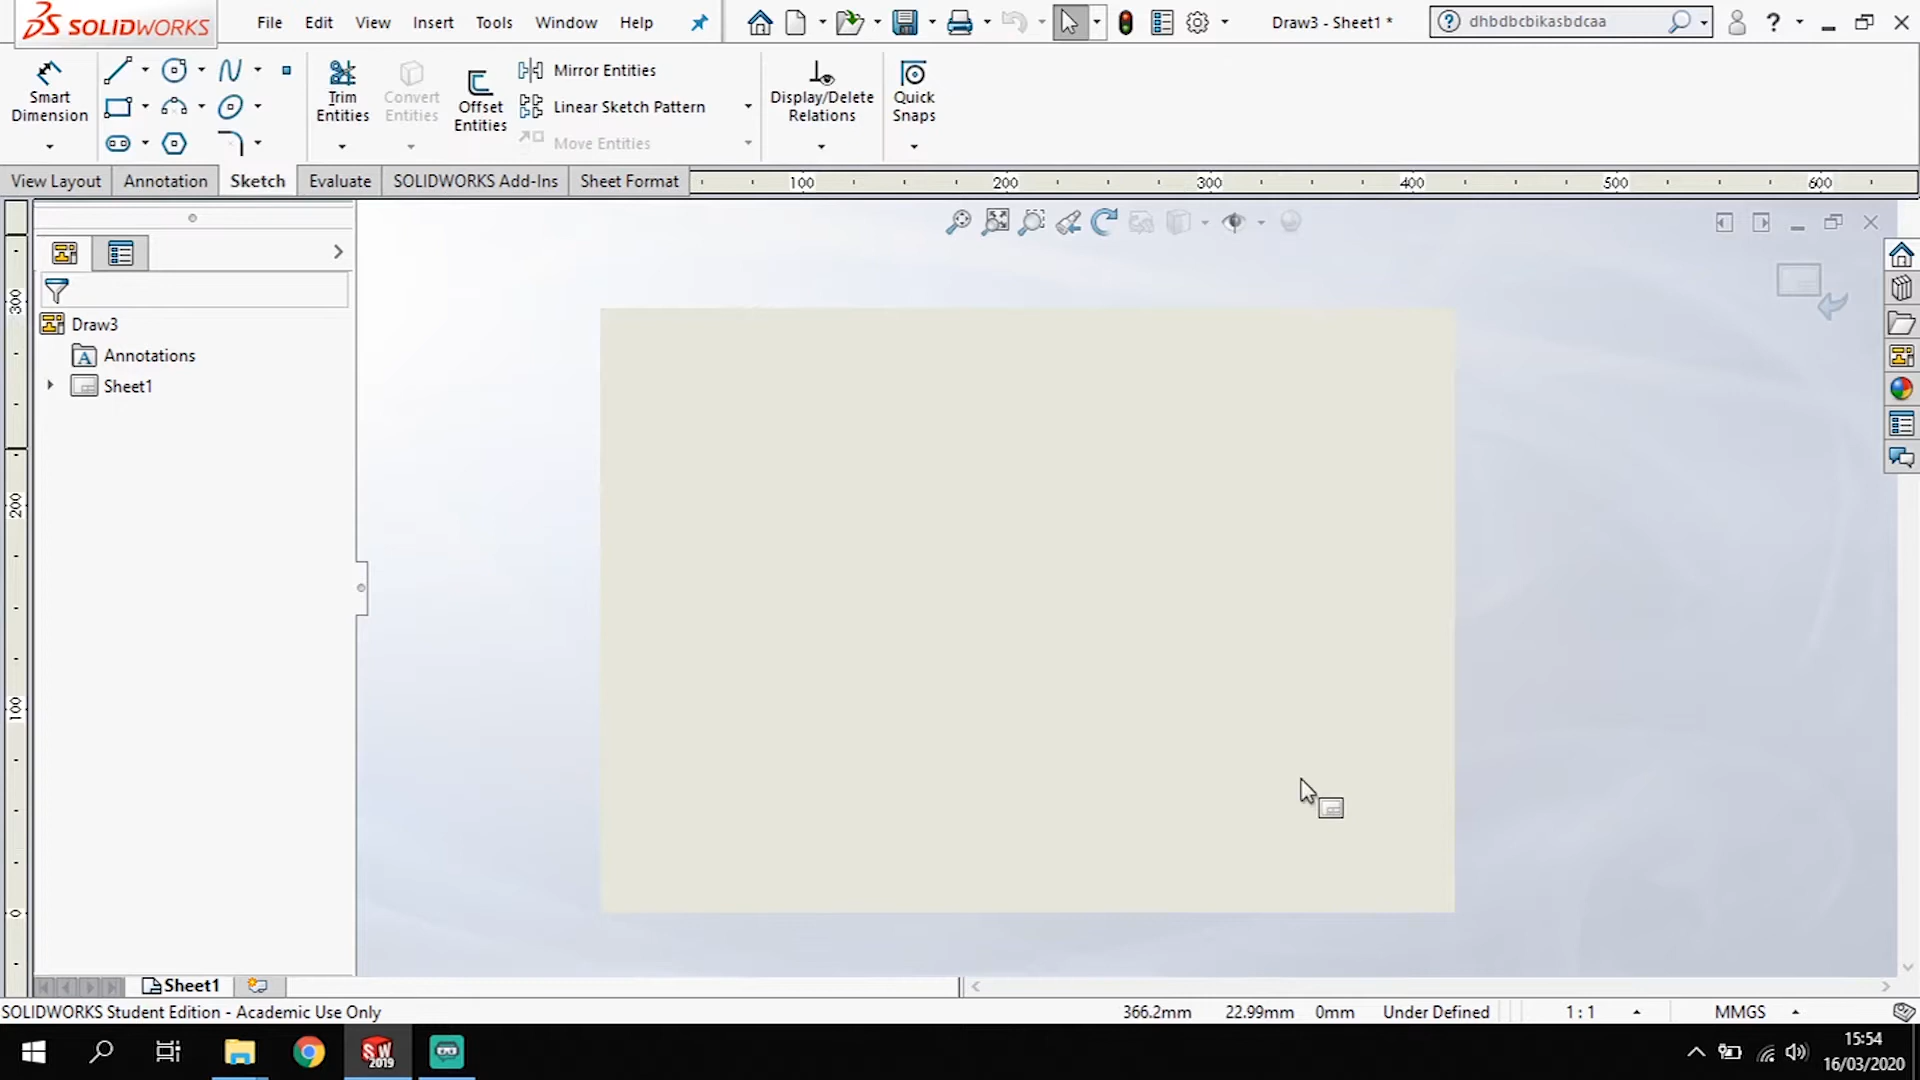 SOLIDWORKS File Edit View Insert Tools Window Help Draw3 - Sheet1 * dhbdbcbikasbdcaa ?
Smart Dimension
Trim Entities
Convert Entities
Offset Entities
Mirror Entities
Linear Sketch Pattern
Move Entities
Display/Delete Relations
Quick Snaps
View Layout Annotation Sketch Evaluate SOLIDWORKS Add-Ins Sheet Format 100 200 300 400 500 600
300
200
100
0
Draw3
A Annotations
Sheet1
Sheet1
SOLIDWORKS Student Edition - Academic Use Only 366.2mm 22.99mm 0mm Under Defined 1 : 1 MMGS
SW 2019
15:54
16/03/2020